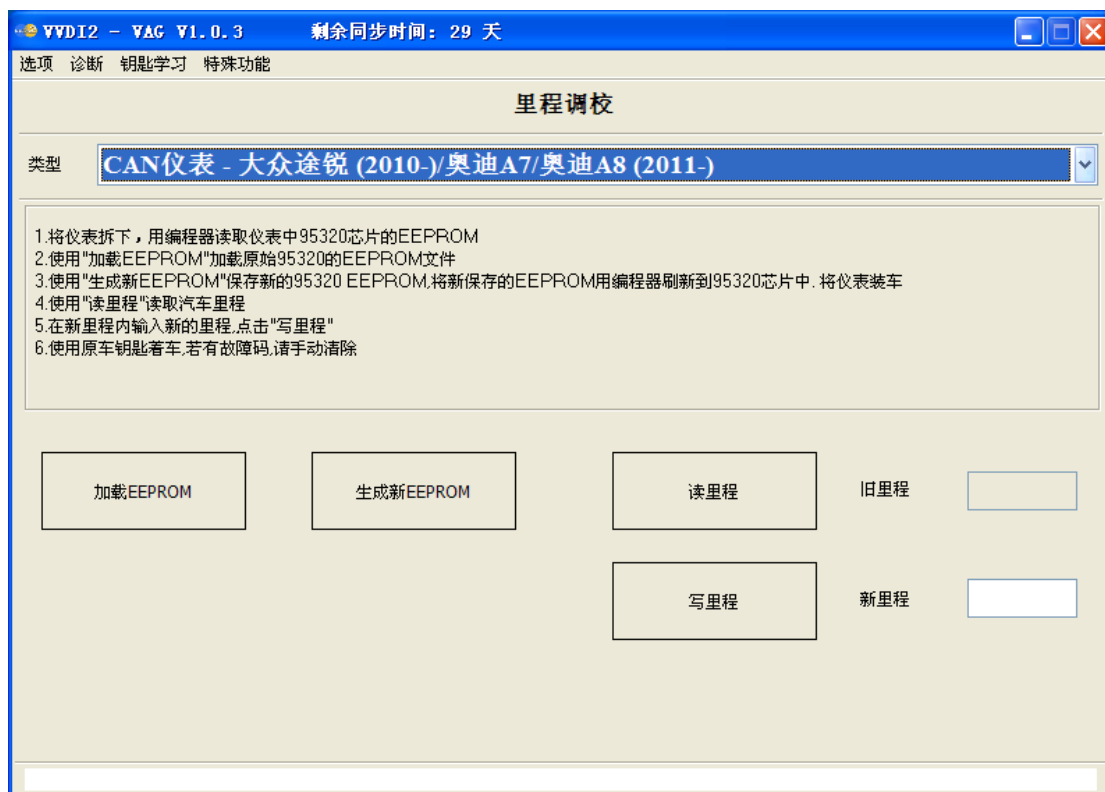 VVDI2 - VAG V1.0.3 剩余同步时间: 29 天
选项 诊断 钥匙学习 特殊功能
里程调校
类型 CAN仪表 - 大众途锐 (2010-)/奥迪A7/奥迪A8 (2011-)
1.将仪表拆下，用编程器读取仪表中95320芯片的EEPROM
2.使用"加载EEPROM"加载原始95320的EEPROM文件
3.使用"生成新EEPROM"保存新的95320 EEPROM,将新保存的EEPROM用编程器刷新到95320芯片中. 将仪表装车
4.使用"读里程"读取汽车里程
5.在新里程内输入新的里程,点击"写里程"
6.使用原车钥匙着车,若有故障码,请手动清除
加载EEPROM 生成新EEPROM 读里程 旧里程
写里程 新里程